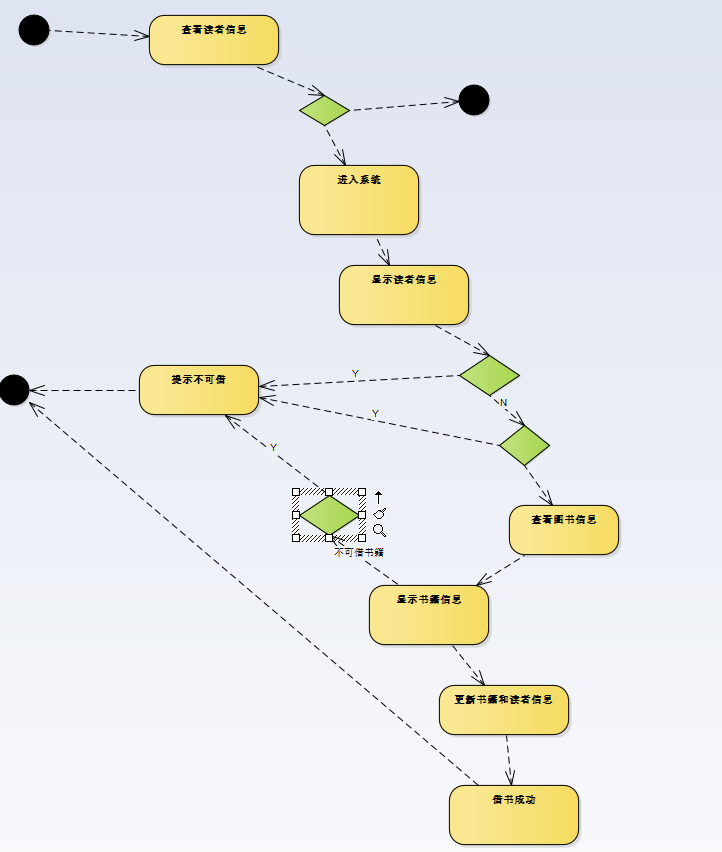 查看读者信息
进入系统
显示读者信息
Y
提示不可借
N
Y
Y
查看图书信息
不可借书籍
显示书籍信息
更新书籍和读者信息
借书成功